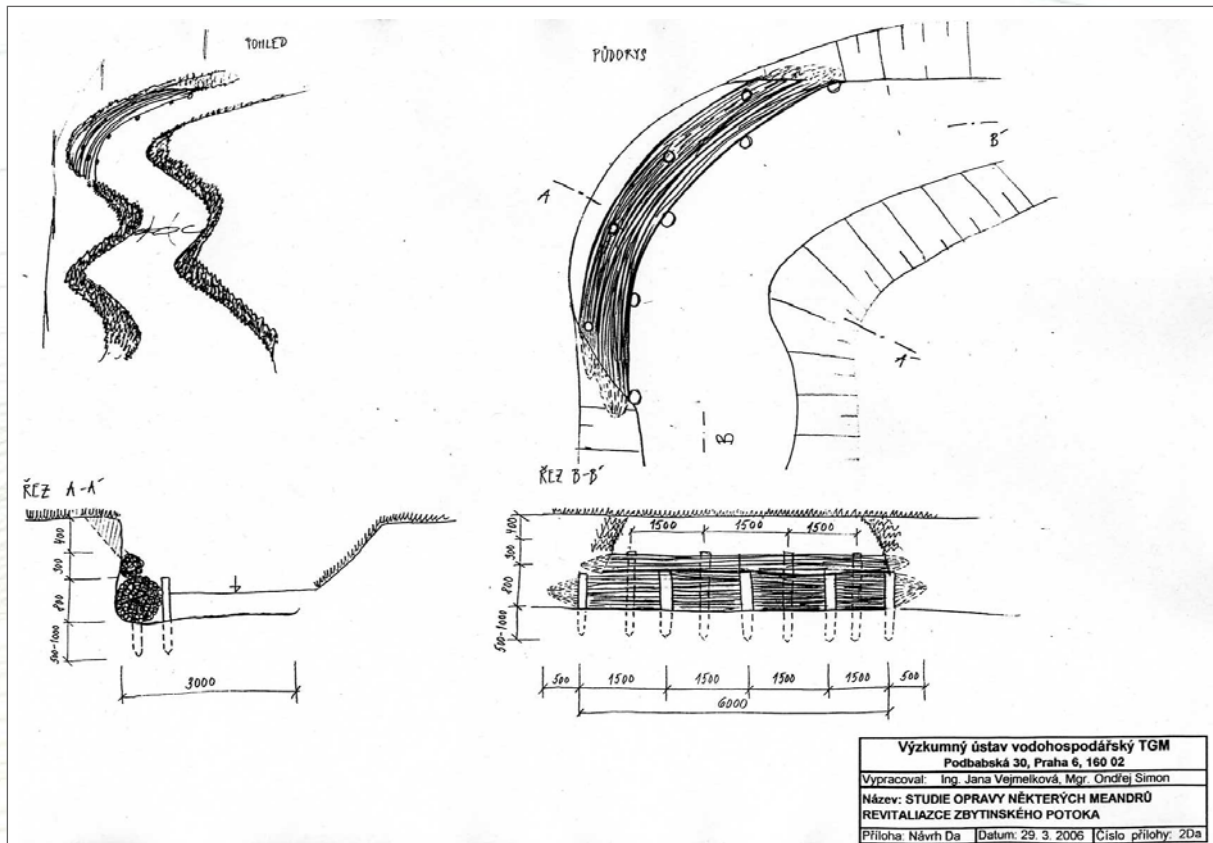 POHLED
PŮDORYS
A
B'
A'
B
ŘEZ A-A'
400
300
800
500-1000
3000
ŘEZ B-B'
400
300
800
500-1000
1500 1500 1500
500 1500 1500 1500 1500 500
6000
Výzkumný ústav vodohospodářský TGM
Podbabská 30, Praha 6, 160 02
Vypracoval: Ing. Jana Vejmelková, Mgr. Ondřej Simon
Název: STUDIE OPRAVY NĚKTERÝCH MEANDRŮ
REVITALIAZCE ZBYTINSKÉHO POTOKA
Příloha: Návrh Da Datum: 29. 3. 2006 Číslo přílohy: 2Da